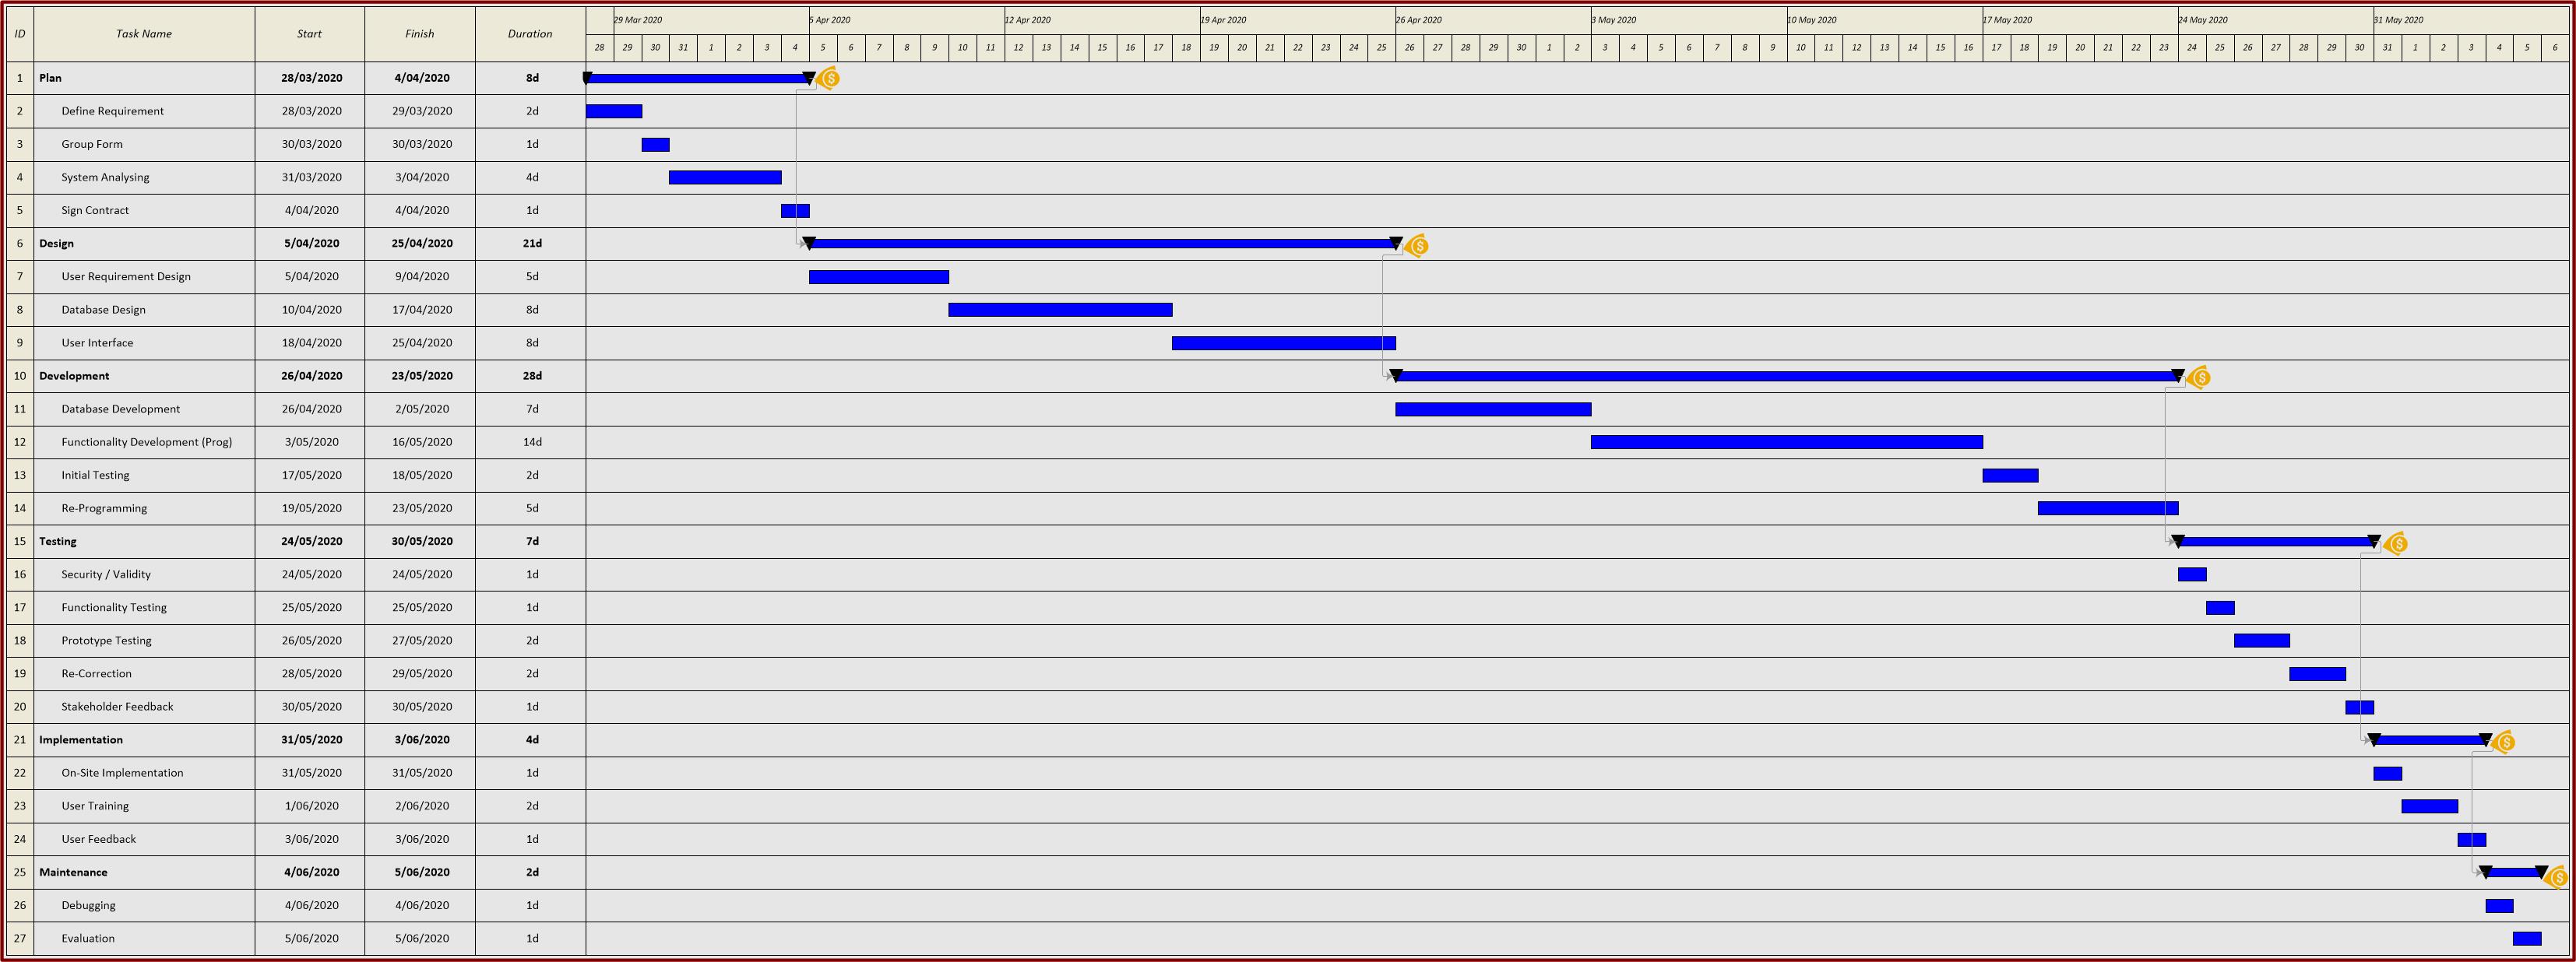 ID Task Name Start Finish Duration 29 Mar 2020 5 Apr 2020 12 Apr 2020 19 Apr 2020 26 Apr 2020 3 May 2020 10 May 2020 17 May 2020 24 May 2020 31 May 2020
28 29 30 31 1 2 3 4 5 6 7 8 9 10 11 12 13 14 15 16 17 18 19 20 21 22 23 24 25 26 27 28 29 30 1 2 3 4 5 6 7 8 9 10 11 12 13 14 15 16 17 18 19 20 21 22 23 24 25 26 27 28 29 30 31 1 2 3 4 5 6
1 Plan 28/03/2020 4/04/2020 8d $
2 Define Requirement 28/03/2020 29/03/2020 2d
3 Group Form 30/03/2020 30/03/2020 1d
4 System Analysing 31/03/2020 3/04/2020 4d
5 Sign Contract 4/04/2020 4/04/2020 1d
6 Design 5/04/2020 25/04/2020 21d $
7 User Requirement Design 5/04/2020 9/04/2020 5d
8 Database Design 10/04/2020 17/04/2020 8d
9 User Interface 18/04/2020 25/04/2020 8d
10 Development 26/04/2020 23/05/2020 28d $
11 Database Development 26/04/2020 2/05/2020 7d
12 Functionality Development (Prog) 3/05/2020 16/05/2020 14d
13 Initial Testing 17/05/2020 18/05/2020 2d
14 Re-Programming 19/05/2020 23/05/2020 5d
15 Testing 24/05/2020 30/05/2020 7d $
16 Security / Validity 24/05/2020 24/05/2020 1d
17 Functionality Testing 25/05/2020 25/05/2020 1d
18 Prototype Testing 26/05/2020 27/05/2020 2d
19 Re-Correction 28/05/2020 29/05/2020 2d
20 Stakeholder Feedback 30/05/2020 30/05/2020 1d
21 Implementation 31/05/2020 3/06/2020 4d $
22 On-Site Implementation 31/05/2020 31/05/2020 1d
23 User Training 1/06/2020 2/06/2020 2d
24 User Feedback 3/06/2020 3/06/2020 1d
25 Maintenance 4/06/2020 5/06/2020 2d $
26 Debugging 4/06/2020 4/06/2020 1d
27 Evaluation 5/06/2020 5/06/2020 1d